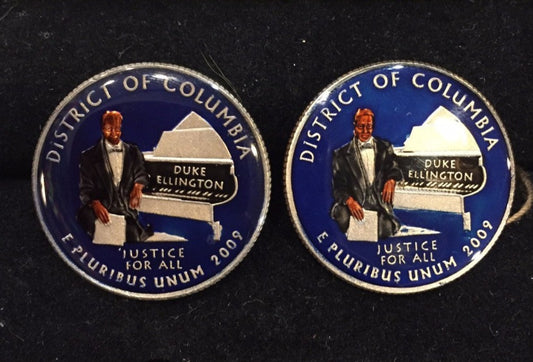 DISTRICT OF COLUMBIA
DUKE
ELLINGTON
JUSTICE
FOR ALL
E PLURIBUS UNUM 2009
DISTRICT OF COLUMBIA
DUKE
ELLINGTON
JUSTICE
FOR ALL
E PLURIBUS UNUM 2009